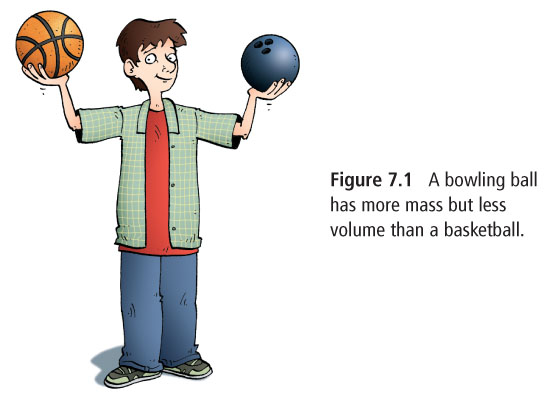 Figure 7.1 A bowling ball
has more mass but less
volume than a basketball.